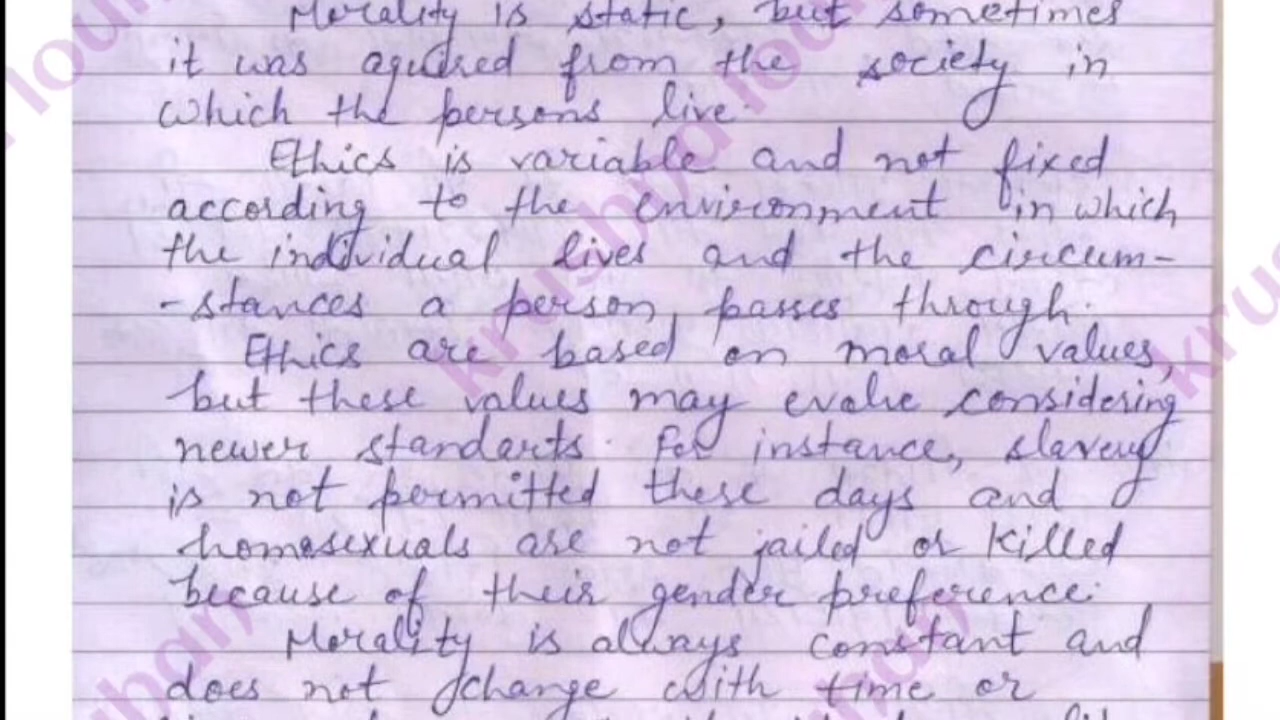 Morality is static, but sometimes
it was aquired from the society in
which the persons live.
Ethics is variable and not fixed
according to the environment in which
the individual lives and the circum-
-stances a person passes through.
Ethics are based on moral values,
but these values may evolve considering
newer standarts. For instance, slavery
is not permitted these days and
homosexuals are not jailed or killed
because of their gender preference.
Morality is always constant and
does not change with time or